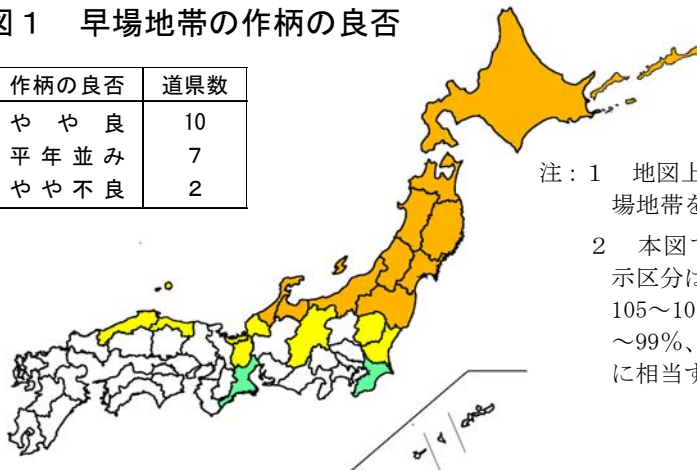 図１　早場地帯の作柄の良否
作柄の良否　道県数
や や 良　10
平 年 並 み　7
や や 不 良　2
注：１　地図上
場地帯を
２　本図で
示区分に
105～10
～99％、
に相当す